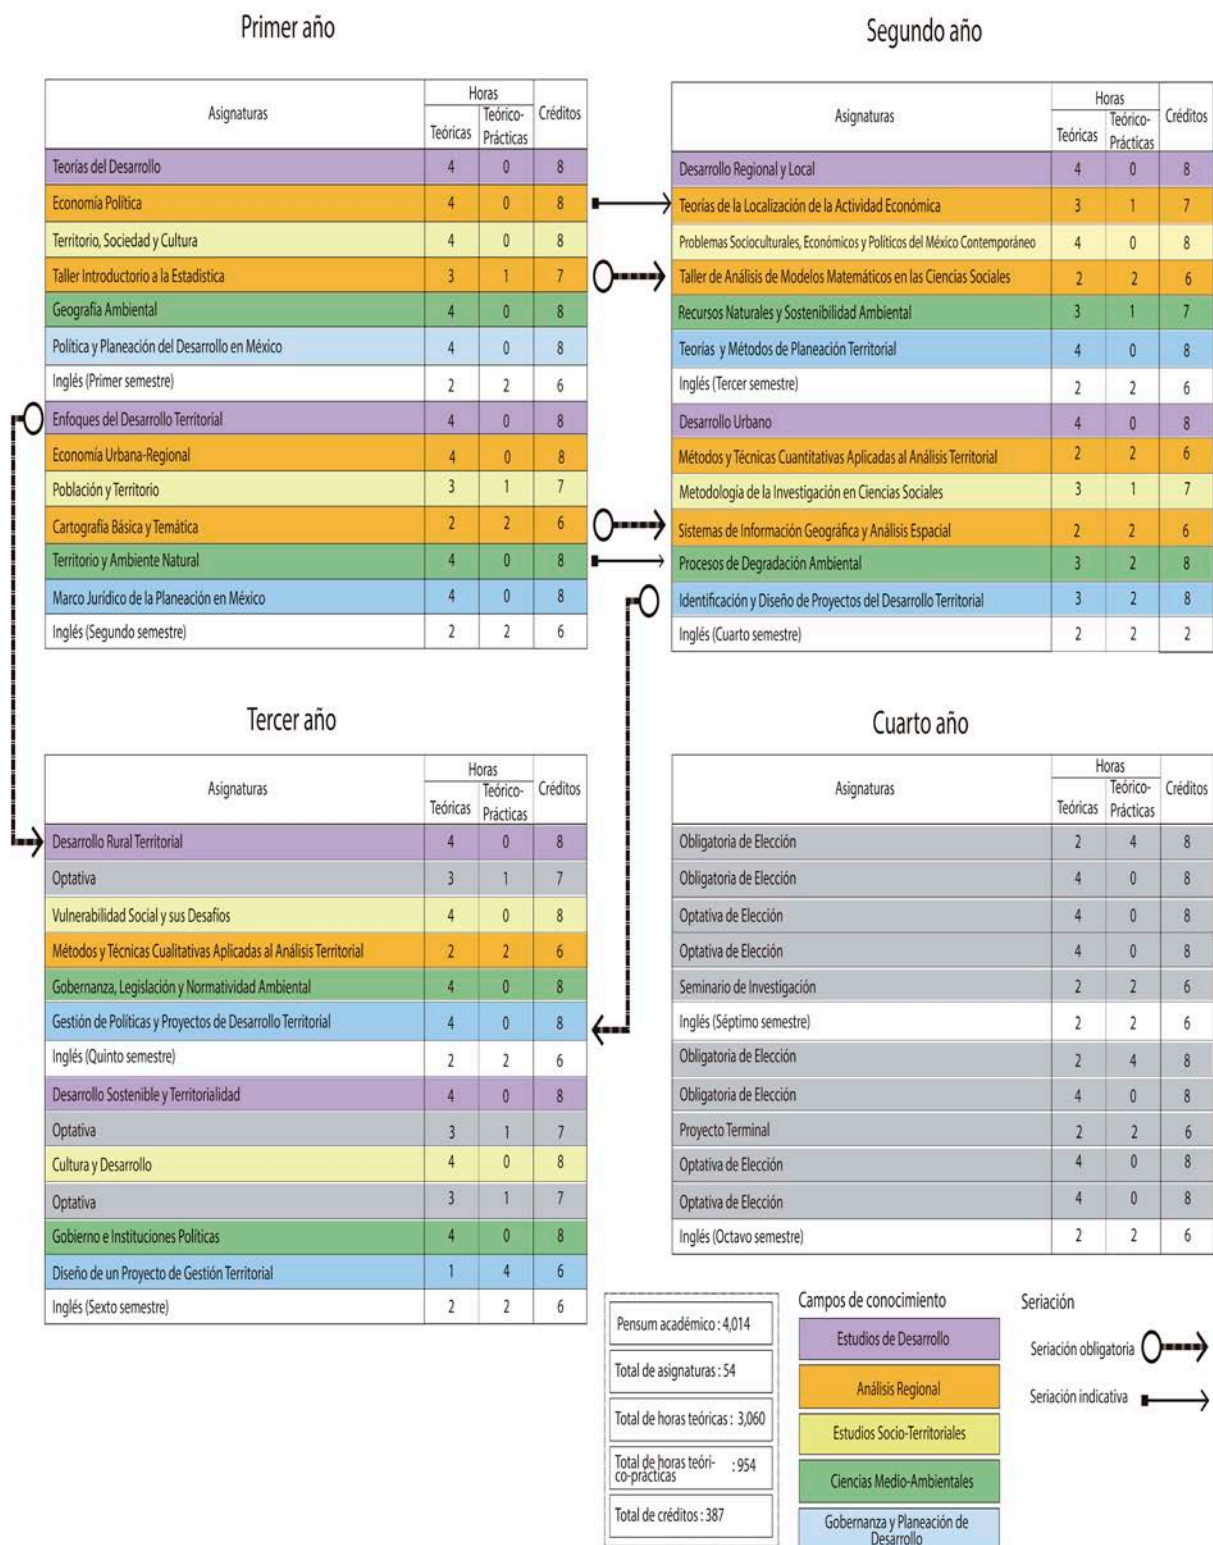 Primer año
Asignaturas
Horas
Teóricas
Teórico-
Prácticas
Créditos
Teorías del Desarrollo 4 0 8
Economía Política 4 0 8
Territorio, Sociedad y Cultura 4 0 8
Taller Introductorio a la Estadística 3 1 7
Geografía Ambiental 4 0 8
Política y Planeación del Desarrollo en México 4 0 8
Inglés (Primer semestre) 2 2 6
Enfoques del Desarrollo Territorial 4 0 8
Economía Urbana-Regional 4 0 8
Población y Territorio 3 1 7
Cartografía Básica y Temática 2 2 6
Territorio y Ambiente Natural 4 0 8
Marco Jurídico de la Planeación en México 4 0 8
Inglés (Segundo semestre) 2 2 6
Segundo año
Asignaturas
Horas
Teóricas
Teórico-
Prácticas
Créditos
Desarrollo Regional y Local 4 0 8
Teorías de la Localización de la Actividad Económica 3 1 7
Problemas Socioculturales, Económicos y Políticos del México Contemporáneo 4 0 8
Taller de Análisis de Modelos Matemáticos en las Ciencias Sociales 2 2 6
Recursos Naturales y Sostenibilidad Ambiental 3 1 7
Teorías y Métodos de Planeación Territorial 4 0 8
Inglés (Tercer semestre) 2 2 6
Desarrollo Urbano 4 0 8
Métodos y Técnicas Cuantitativas Aplicadas al Análisis Territorial 2 2 6
Metodología de la Investigación en Ciencias Sociales 3 1 7
Sistemas de Información Geográfica y Análisis Espacial 2 2 6
Procesos de Degradación Ambiental 3 2 8
Identificación y Diseño de Proyectos del Desarrollo Territorial 3 2 8
Inglés (Cuarto semestre) 2 2 2
Tercer año
Asignaturas
Horas
Teóricas
Teórico-
Prácticas
Créditos
Desarrollo Rural Territorial 4 0 8
Optativa 3 1 7
Vulnerabilidad Social y sus Desafíos 4 0 8
Métodos y Técnicas Cualitativas Aplicadas al Análisis Territorial 2 2 6
Gobernanza, Legislación y Normatividad Ambiental 4 0 8
Gestión de Políticas y Proyectos de Desarrollo Territorial 4 0 8
Inglés (Quinto semestre) 2 2 6
Desarrollo Sostenible y Territorialidad 4 0 8
Optativa 3 1 7
Cultura y Desarrollo 4 0 8
Optativa 3 1 7
Gobierno e Instituciones Políticas 4 0 8
Diseño de un Proyecto de Gestión Territorial 1 4 6
Inglés (Sexto semestre) 2 2 6
Cuarto año
Asignaturas
Horas
Teóricas
Teórico-
Prácticas
Créditos
Obligatoria de Elección 2 4 8
Obligatoria de Elección 4 0 8
Optativa de Elección 4 0 8
Optativa de Elección 4 0 8
Seminario de Investigación 2 2 6
Inglés (Séptimo semestre) 2 2 6
Obligatoria de Elección 2 4 8
Obligatoria de Elección 4 0 8
Proyecto Terminal 2 2 6
Optativa de Elección 4 0 8
Optativa de Elección 4 0 8
Inglés (Octavo semestre) 2 2 6
Pensum académico : 4,014
Total de asignaturas : 54
Total de horas teóricas : 3,060
Total de horas teóri-
co-prácticas : 954
Total de créditos : 387
Campos de conocimiento
Estudios de Desarrollo
Análisis Regional
Estudios Socio-Territoriales
Ciencias Medio-Ambientales
Gobernanza y Planeación de
Desarrollo
Seriación
Seriación obligatoria
Seriación indicativa